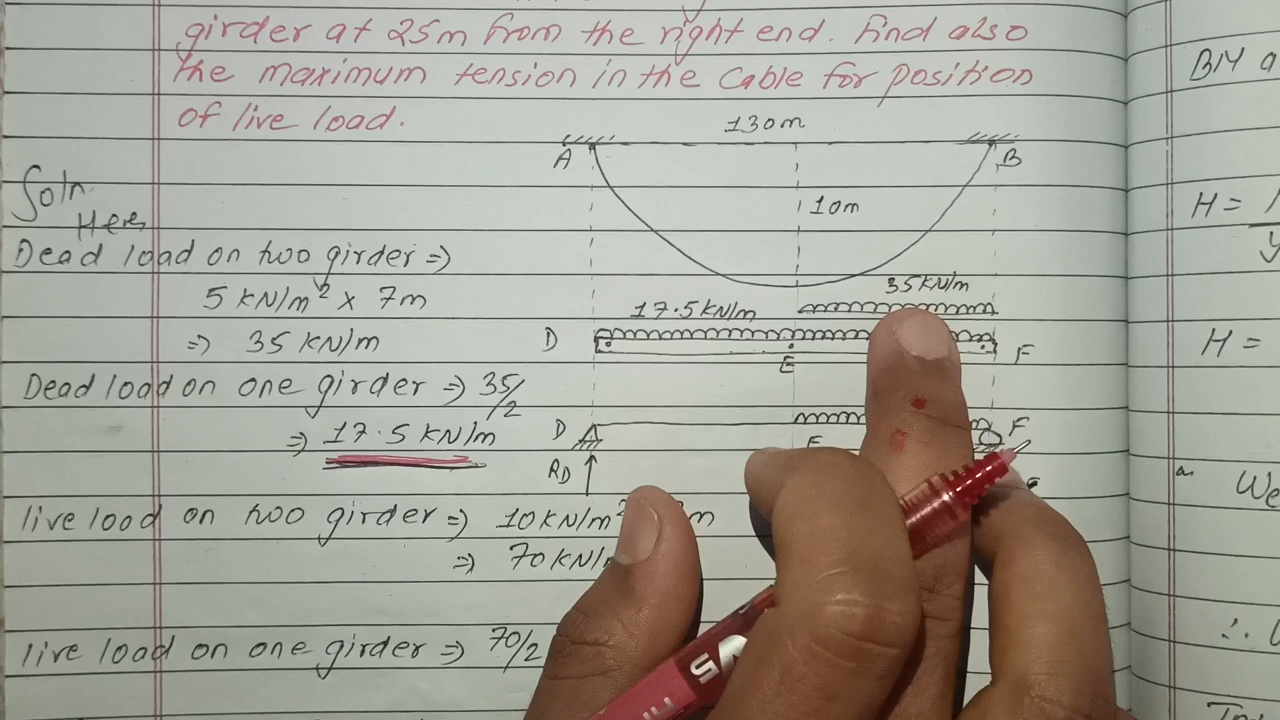 girder at 25m from the right end. Find also
the maximum tension in the cable for position
of live load.
130m
A
B
10m
Soln.
Here
Dead load on two girder =>
5 KN/m² x 7m
=> 35 KN/m
Dead load on one girder => 35/2
=> 17.5 KN/m
35KN/m
17.5KN/m
D
E
F
D
F
RD
live load on two girder => 10KN/m² m
=> 70KN/m
live load on one girder => 70/2
BM a
H =
y
H =
We